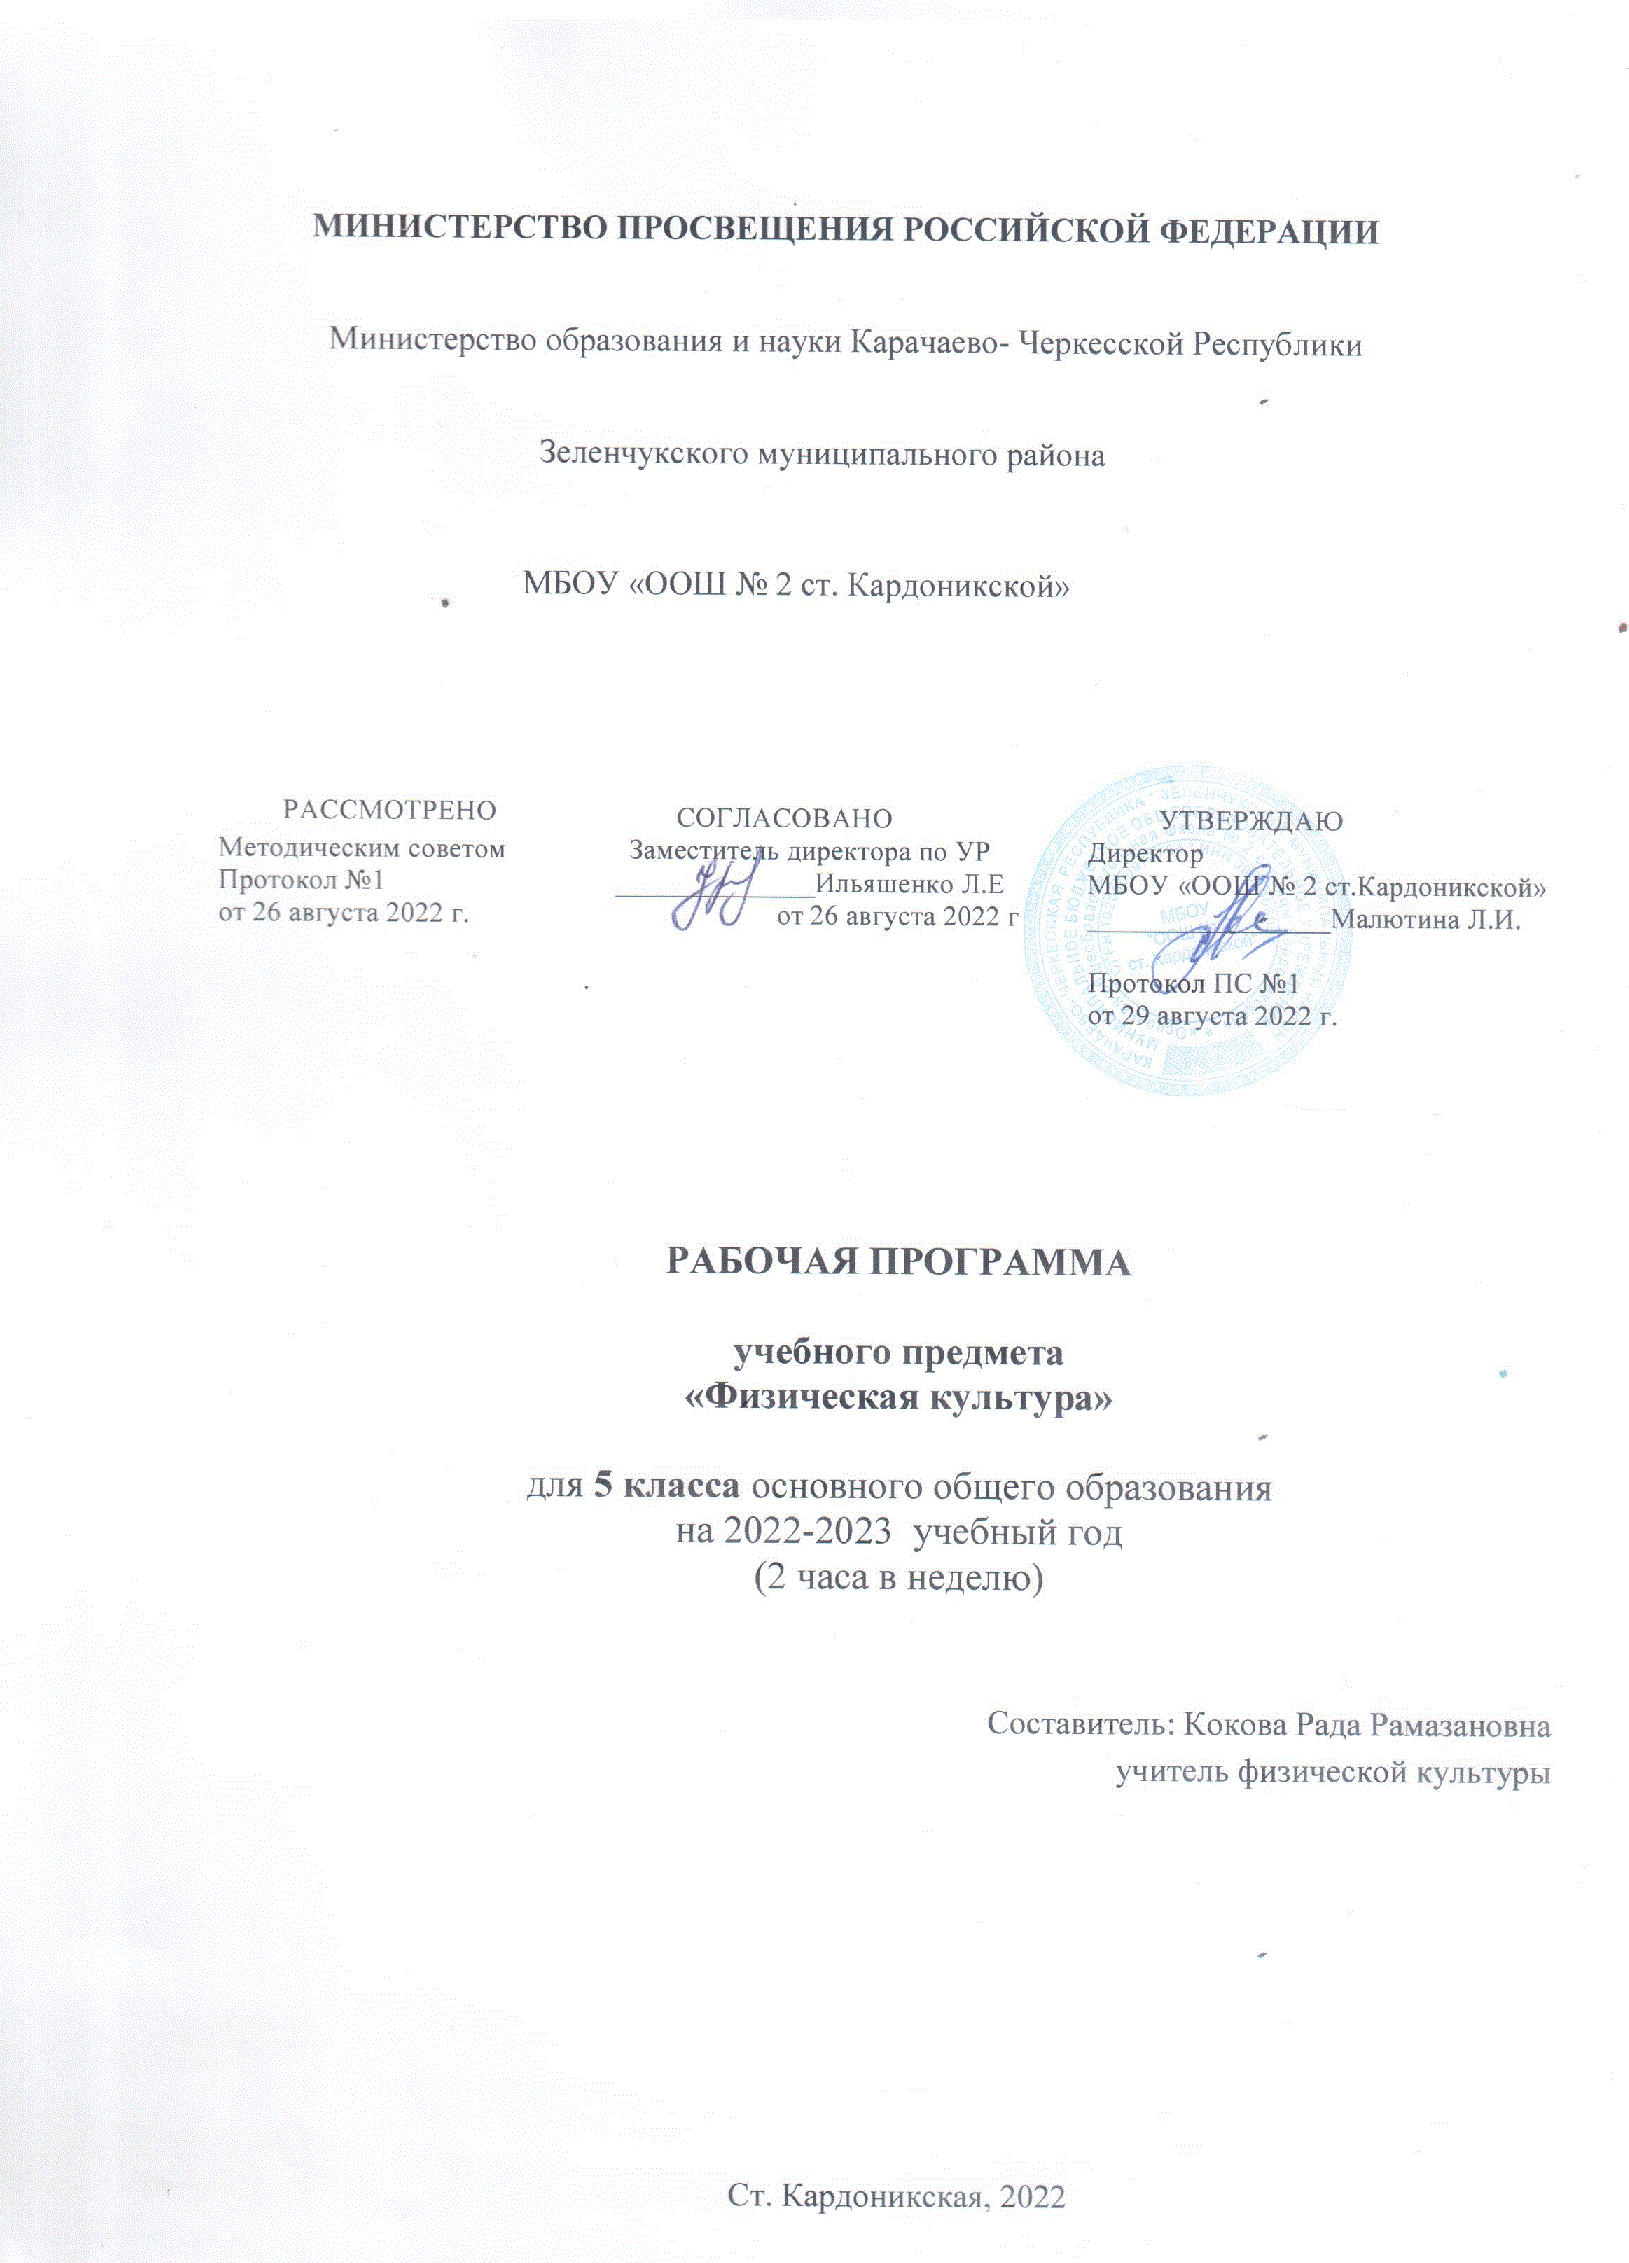 МИНИСТЕРСТВО ПРОСВЕЩЕНИЯ РОССИЙСКОЙ ФЕДЕРАЦИИ
Министерство образования и науки Карачаево- Черкесской Республики
Зеленчукского муниципального района
МБОУ «ООШ № 2 ст. Кардоникской»
РАССМОТРЕНО
Методическим советом
Протокол №1
от 26 августа 2022 г.
СОГЛАСОВАНО
Заместитель директора по УР
Ильяшенко Л.Е
от 26 августа 2022 г
УТВЕРЖДАЮ
Директор
МБОУ «ООШ № 2 ст.Кардоникской»
Малютина Л.И.
Протокол ПС №1
от 29 августа 2022 г.
РАБОЧАЯ ПРОГРАММА
учебного предмета
«Физическая культура»
для 5 класса основного общего образования
на 2022-2023 учебный год
(2 часа в неделю)
Составитель: Кокова Рада Рамазановна
учитель физической культуры
Ст. Кардоникская, 2022